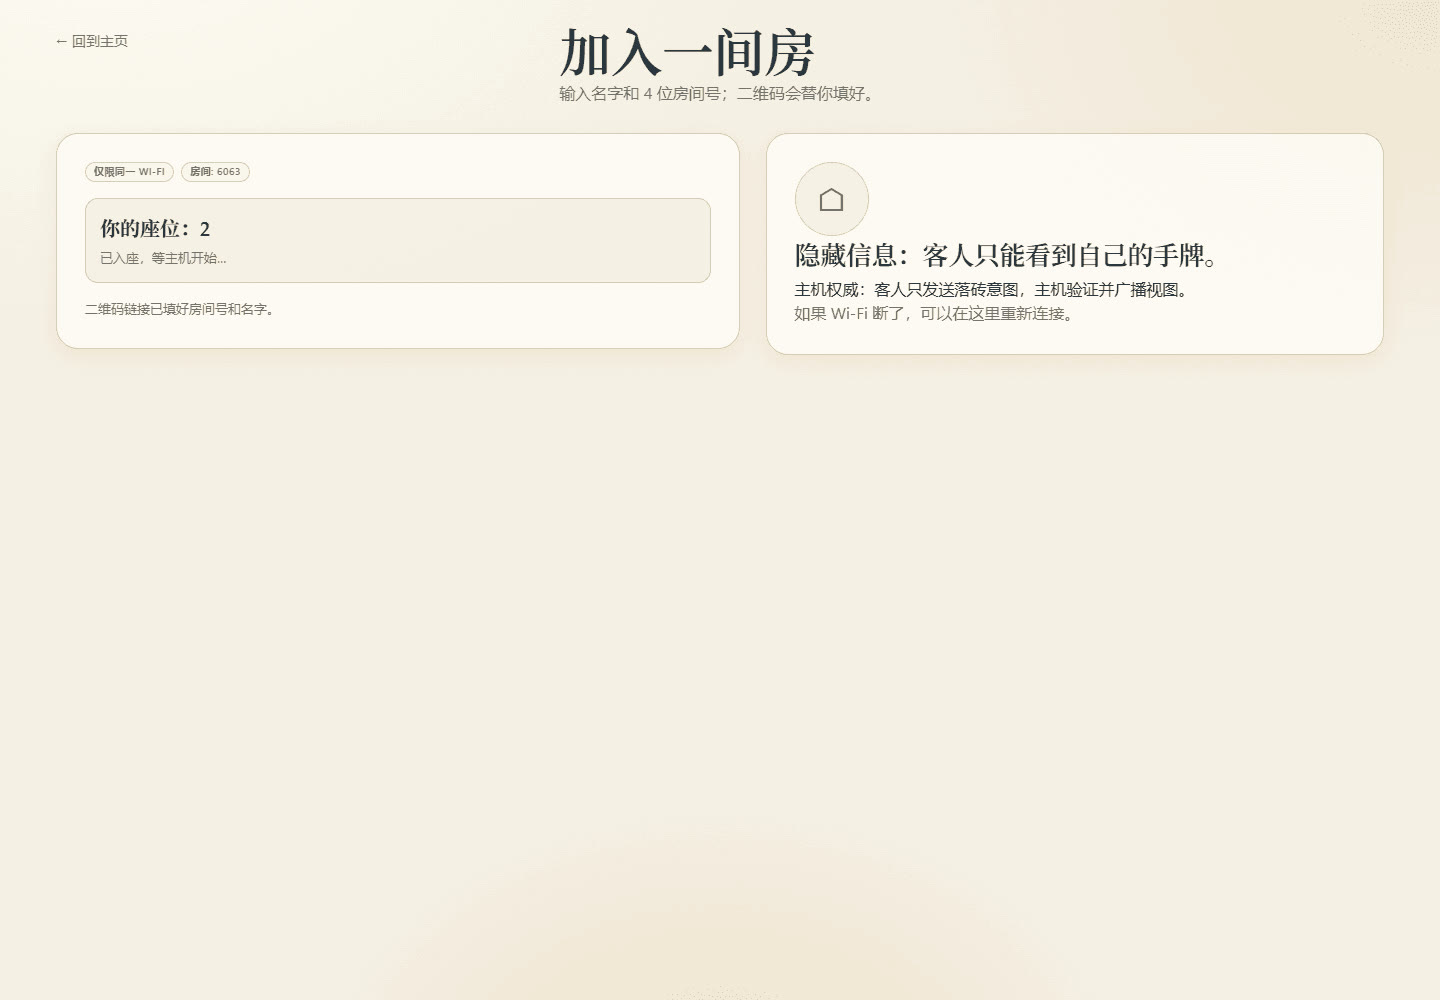 ← 回到主页
加入一间房
输入名字和 4 位房间号；二维码会替你填好。
仅限同一 WI-FI
房间: 6063
你的座位：2
已入座，等主机开始…
二维码链接已填好房间号和名字。
隐藏信息：客人只能看到自己的手牌。
主机权威：客人只发送落砖意图，主机验证并广播视图。
如果 Wi-Fi 断了，可以在这里重新连接。